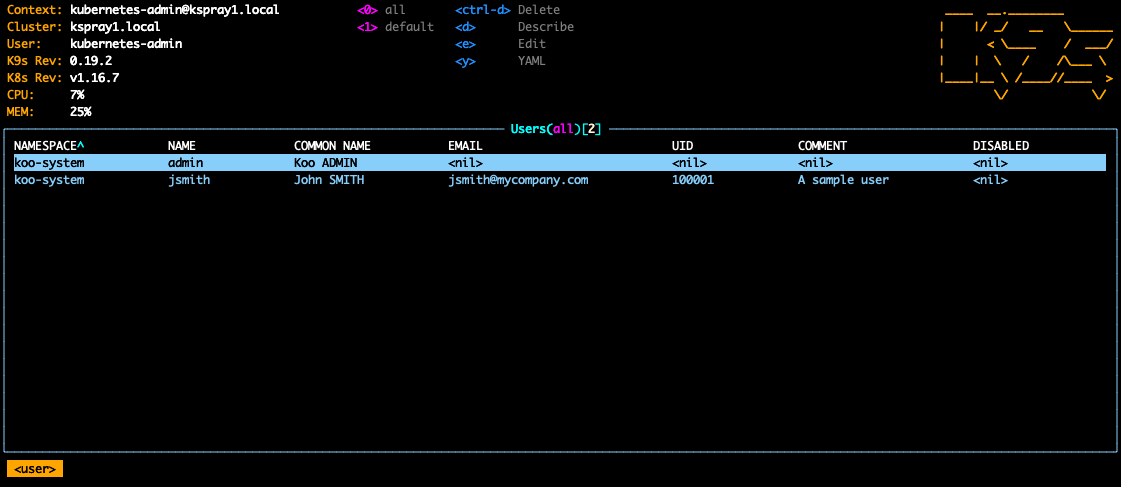 Context: kubernetes-admin@kspray1.local <0> all <ctrl-d> Delete
Cluster: kspray1.local <1> default <d> Describe
User: kubernetes-admin <e> Edit
K9s Rev: 0.19.2 <y> YAML
K8s Rev: v1.16.7
CPU: 7%
MEM: 25%
K9s
Users(all)[2]
NAMESPACE^ NAME COMMON NAME EMAIL UID COMMENT DISABLED
koo-system admin Koo ADMIN <nil> <nil> <nil> <nil>
koo-system jsmith John SMITH jsmith@mycompany.com 100001 A sample user <nil>
<user>